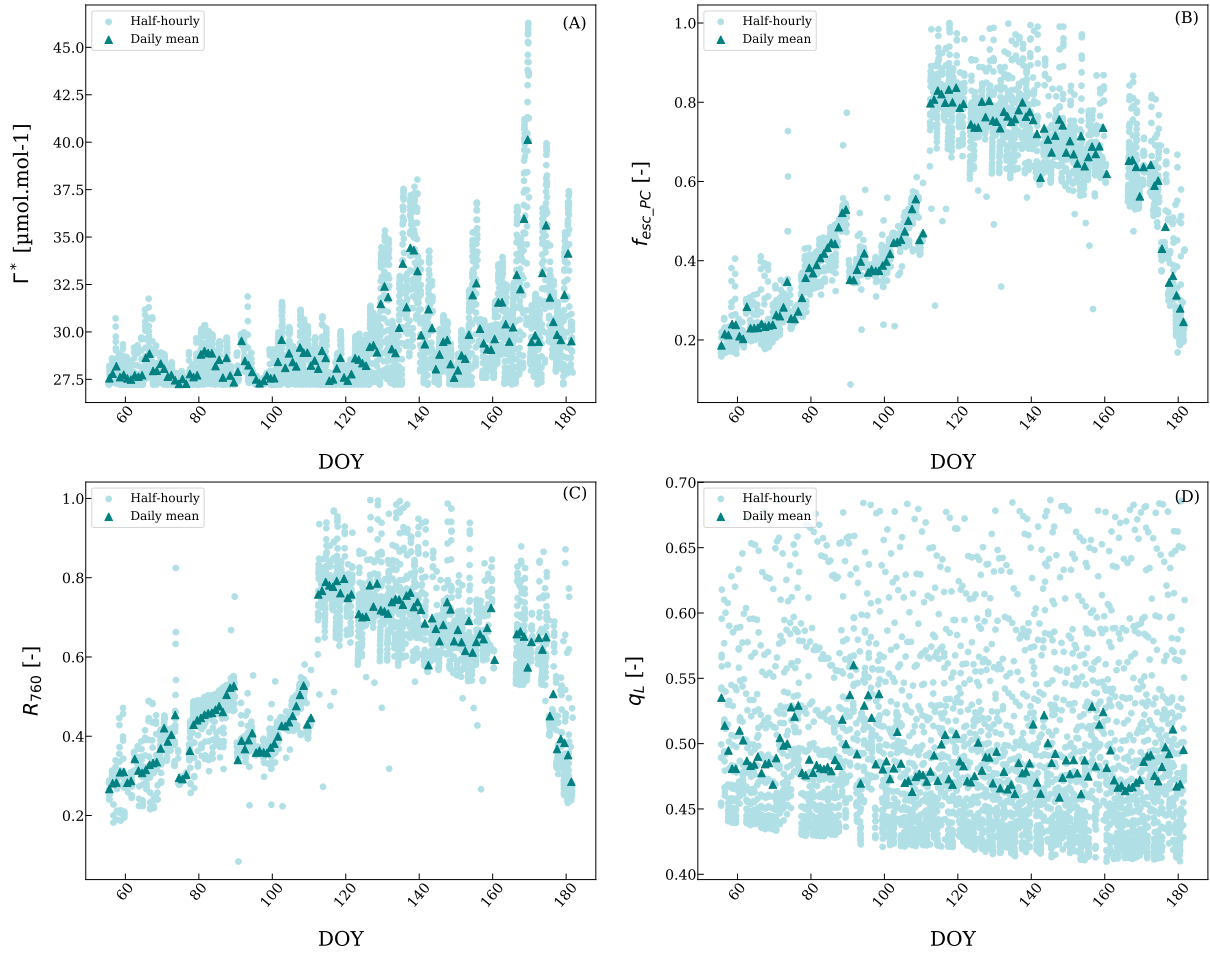 Half-hourly
Daily mean
(A)
45.0
42.5
40.0
37.5
35.0
32.5
30.0
27.5
Γ* [µmol.mol-1]
60 80 100 120 140 160 180
DOY
Half-hourly
Daily mean
(B)
1.0
0.8
0.6
0.4
0.2
f_esc_PC [-]
60 80 100 120 140 160 180
DOY
Half-hourly
Daily mean
(C)
1.0
0.8
0.6
0.4
0.2
R_760 [-]
60 80 100 120 140 160 180
DOY
Half-hourly
Daily mean
(D)
0.70
0.65
0.60
0.55
0.50
0.45
0.40
q_L [-]
60 80 100 120 140 160 180
DOY